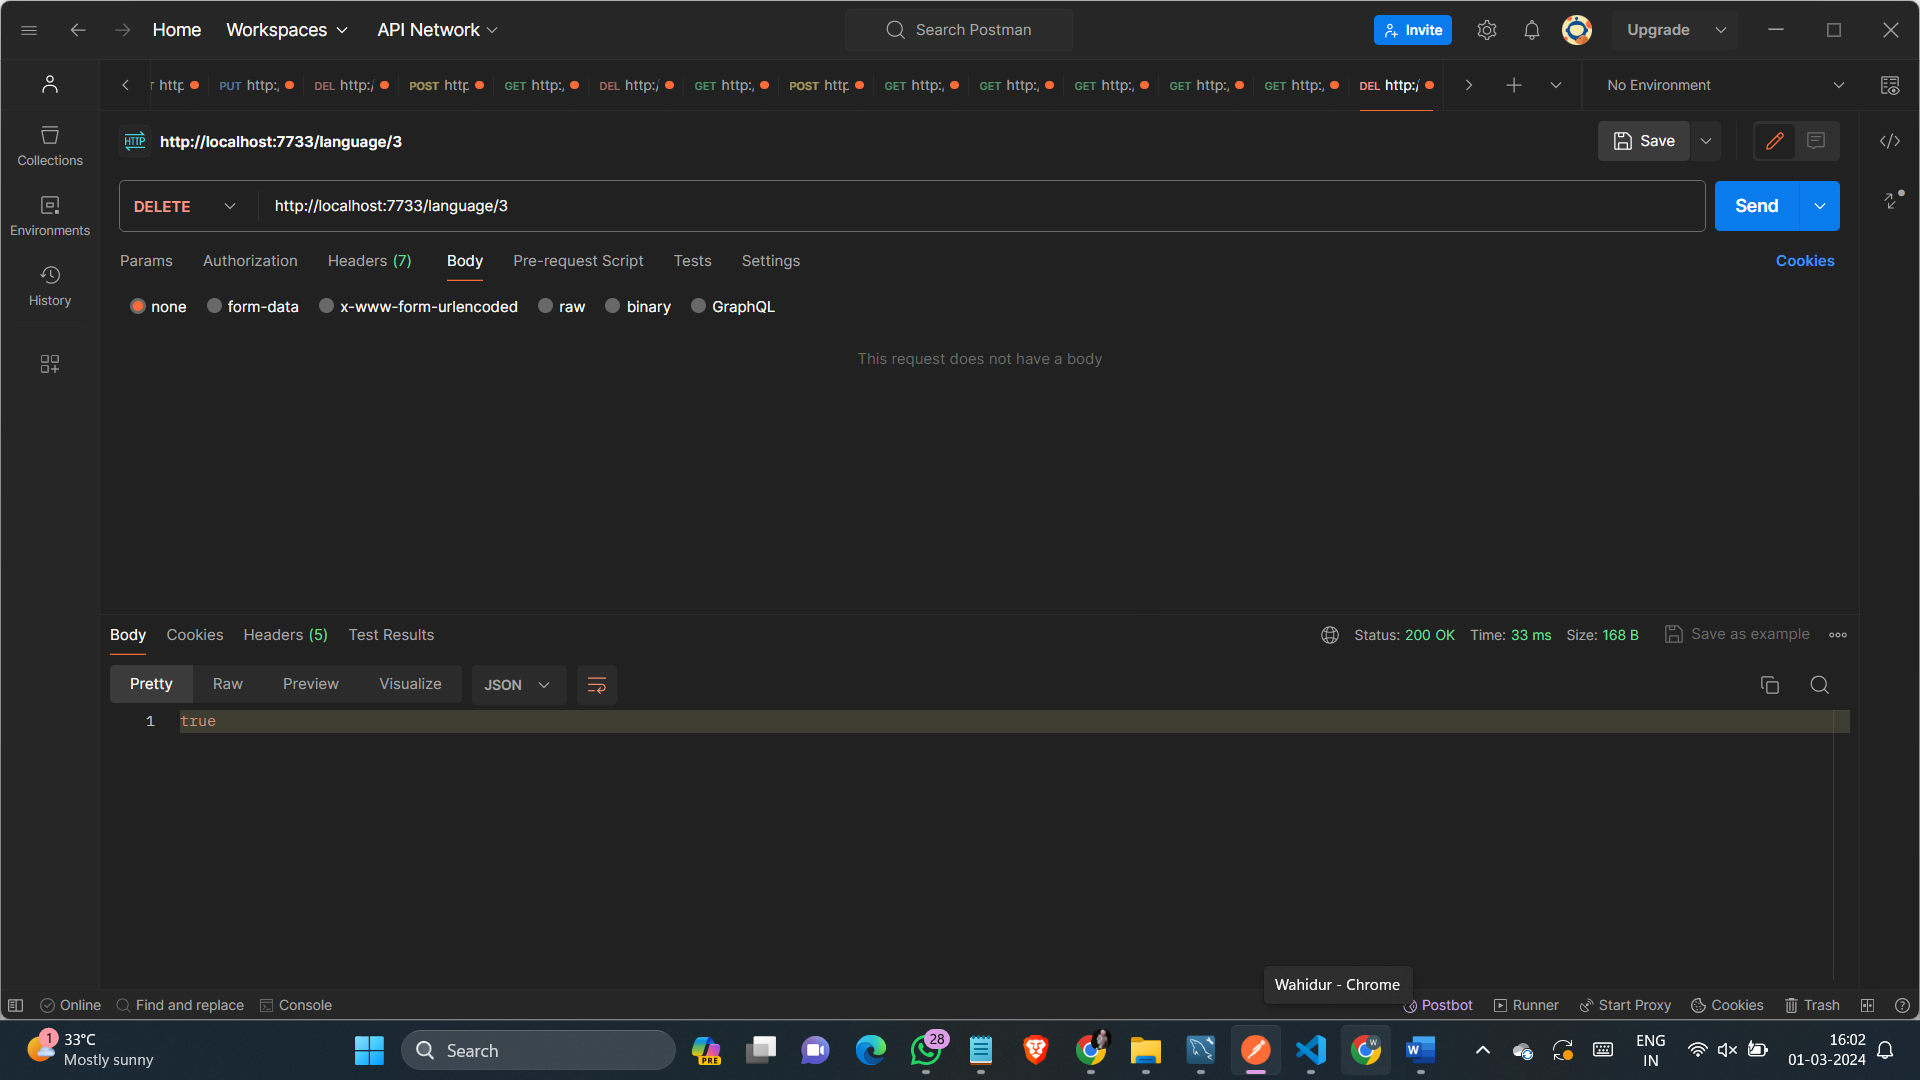 Home Workspaces API Network Search Postman Invite Upgrade
http PUT http:, DEL http:/ POST http GET http:, DEL http:/ GET http:, POST http GET http:, GET http:, GET http:, GET http:, GET http:, DEL http:/ No Environment
HTTP http://localhost:7733/language/3 Save
Collections
DELETE http://localhost:7733/language/3 Send
Environments
Params Authorization Headers (7) Body Pre-request Script Tests Settings Cookies
History
none form-data x-www-form-urlencoded raw binary GraphQL
This request does not have a body
Body Cookies Headers (5) Test Results Status: 200 OK Time: 33 ms Size: 168 B Save as example
Pretty Raw Preview Visualize JSON
1 true
Wahidur - Chrome
Online Find and replace Console Postbot Runner Start Proxy Cookies Trash
1 33°C
Mostly sunny
Search
PRE
28
W
W
ENG
IN
16:02
01-03-2024